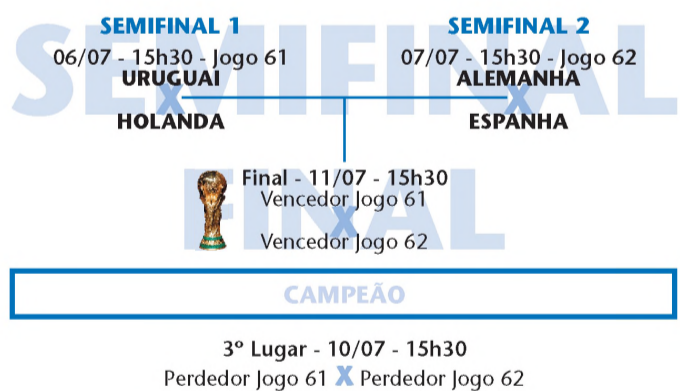 SEMIFINAL
SEMIFINAL 1
06/07 - 15h30 - Jogo 61
URUGUAI
X
HOLANDA
SEMIFINAL 2
07/07 - 15h30 - Jogo 62
ALEMANHA
X
ESPANHA
FINAL
Final - 11/07 - 15h30
Vencedor Jogo 61
X
Vencedor Jogo 62
CAMPEÃO
3º Lugar - 10/07 - 15h30
Perdedor Jogo 61 X Perdedor Jogo 62